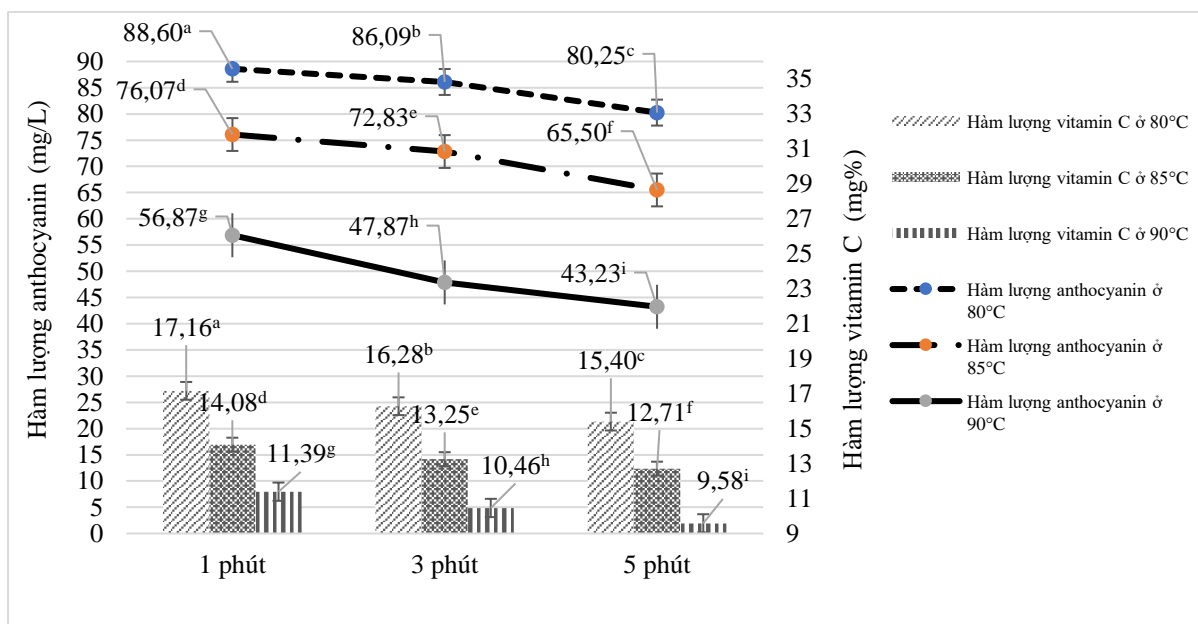 88,60ᵃ
86,09ᵇ
80,25ᶜ
76,07ᵈ
72,83ᵉ
65,50ᶠ
56,87ᵍ
47,87ʰ
43,23ⁱ
17,16ᵃ
16,28ᵇ
15,40ᶜ
14,08ᵈ
13,25ᵉ
12,71ᶠ
11,39ᵍ
10,46ʰ
9,58ⁱ
Hàm lượng anthocyanin (mg/L)
90
85
80
75
70
65
60
55
50
45
40
35
30
25
20
15
10
5
0
1 phút
3 phút
5 phút
35
33
31
29
27
25
23
21
19
17
15
13
11
9
Hàm lượng vitamin C (mg%)
Hàm lượng vitamin C ở 80°C
Hàm lượng vitamin C ở 85°C
Hàm lượng vitamin C ở 90°C
Hàm lượng anthocyanin ở
80°C
Hàm lượng anthocyanin ở
85°C
Hàm lượng anthocyanin ở
90°C